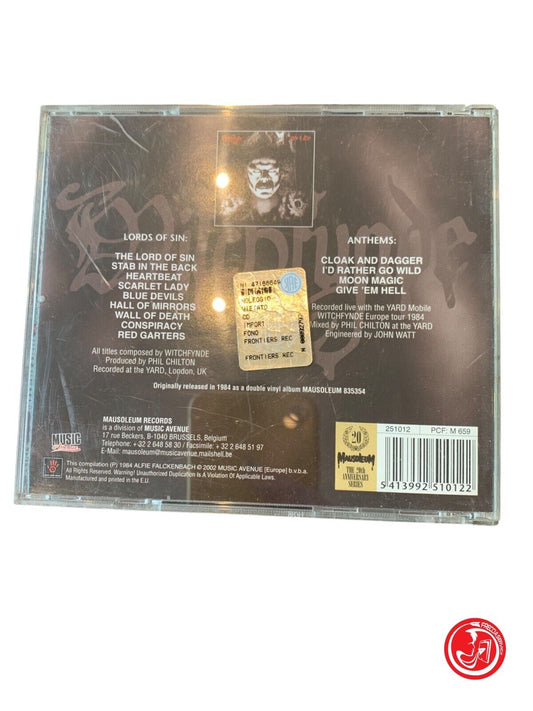 Witchfynde
LORDS OF SIN:
THE LORD OF SIN
STAB IN THE BACK
HEARTBEAT
SCARLET LADY
BLUE DEVILS
HALL OF MIRRORS
WALL OF DEATH
CONSPIRACY
RED GARTERS
All titles composed by WITCHFYNDE
Produced by PHIL CHILTON
Recorded at the YARD, London, UK
ANTHEMS:
CLOAK AND DAGGER
I'D RATHER GO WILD
MOON MAGIC
GIVE 'EM HELL
Recorded live with the YARD Mobile
WITCHFYNDE Europe tour 1984
Mixed by PHIL CHILTON at the YARD
Engineered by JOHN WATT
NOLEGGIO
VIETATO
CD
IMPORT
FONO
FRONTIERS REC
FRONTIERS REC
Originally released in 1984 as a double vinyl album MAUSOLEUM 835354
MUSIC
MAUSOLEUM RECORDS
is a division of MUSIC AVENUE
17 rue Beckers, B-1040 BRUSSELS, Belgium
Telephone: + 32 2 648 58 30 / Facsimile: + 32 2 648 51 97
E-Mail: mausoleum@mausoleum.mailshell.be
This compilation (P) 1984 ALFIE FALCKENBACH © 2002 MUSIC AVENUE [Europe] b.v.b.a.
All Rights Reserved. Warning! Unauthorized Duplication Is A Violation Of Applicable Laws.
Manufactured and printed in the E.U.
20
MAUSOLEUM
THE 20th
ANNIVERSARY
SERIES
251012
PCF: M 659
5 413992 510122